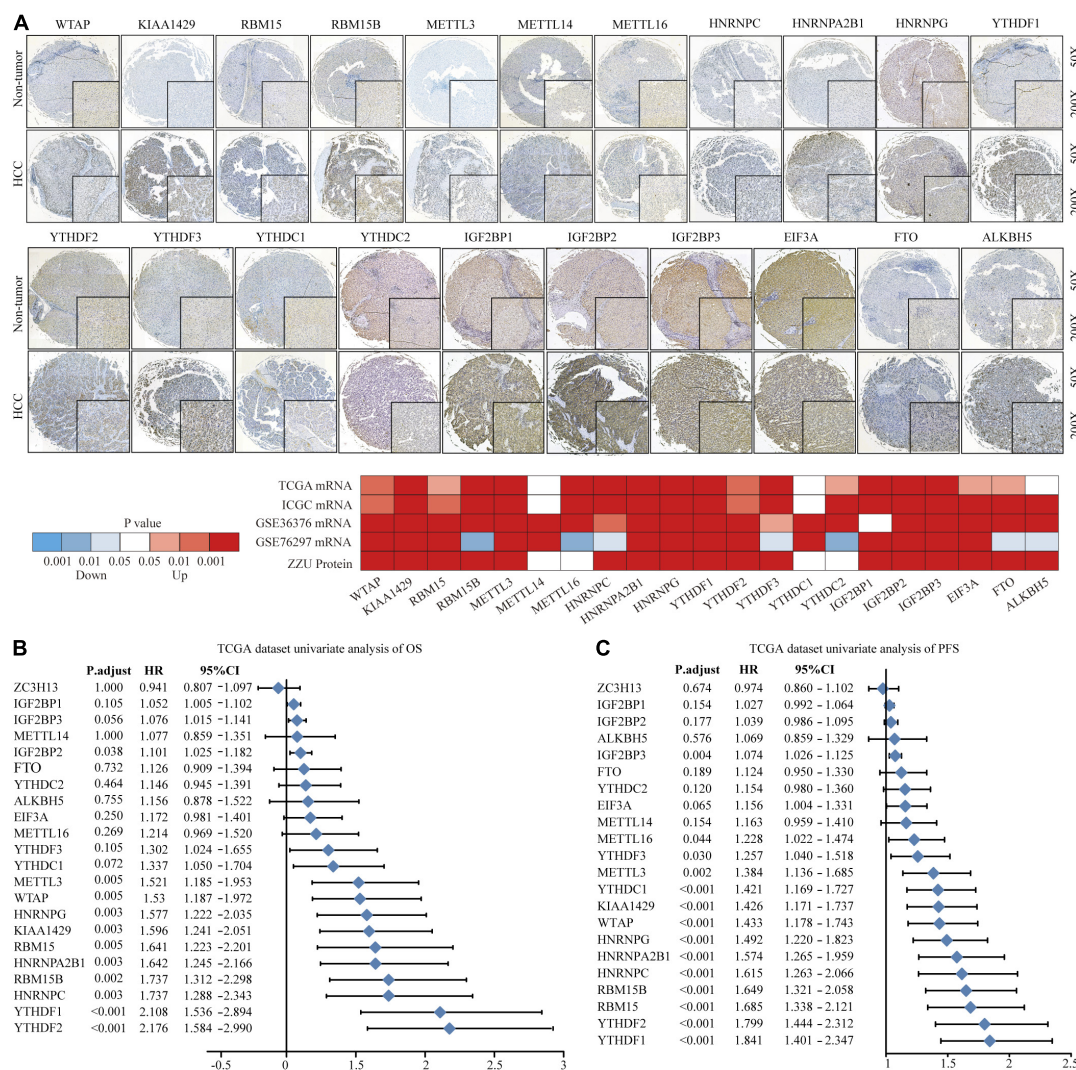 A
WTAP KIAA1429 RBM15 RBM15B METTL3 METTL14 METTL16 HNRNPC HNRNPA2B1 HNRNPG YTHDF1
Non-tumor
50X
200X
HCC
50X
200X
YTHDF2 YTHDF3 YTHDC1 YTHDC2 IGF2BP1 IGF2BP2 IGF2BP3 EIF3A FTO ALKBH5
Non-tumor
50X
200X
HCC
50X
200X
TCGA mRNA
ICGC mRNA
GSE36376 mRNA
GSE76297 mRNA
ZZU Protein
P value
0.001 0.01 0.05 0.05 0.01 0.001
Down Up
WTAP KIAA1429 RBM15 RBM15B METTL3 METTL14 METTL16 HNRNPC HNRNPA2B1 HNRNPG YTHDF1 YTHDF2 YTHDF3 YTHDC1 YTHDC2 IGF2BP1 IGF2BP2 IGF2BP3 EIF3A FTO ALKBH5
B
TCGA dataset univariate analysis of OS
P.adjust HR 95%CI
ZC3H13 1.000 0.941 0.807 - 1.097
IGF2BP1 0.105 1.052 1.005 - 1.102
IGF2BP3 0.056 1.076 1.015 - 1.141
METTL14 1.000 1.077 0.859 - 1.351
IGF2BP2 0.038 1.101 1.025 - 1.182
FTO 0.732 1.126 0.909 - 1.394
YTHDC2 0.464 1.146 0.945 - 1.391
ALKBH5 0.755 1.156 0.878 - 1.522
EIF3A 0.250 1.172 0.981 - 1.401
METTL16 0.269 1.214 0.969 - 1.520
YTHDF3 0.105 1.302 1.024 - 1.655
YTHDC1 0.072 1.337 1.050 - 1.704
METTL3 0.005 1.521 1.185 - 1.953
WTAP 0.005 1.53 1.187 - 1.972
HNRNPG 0.003 1.577 1.222 - 2.035
KIAA1429 0.003 1.596 1.241 - 2.051
RBM15 0.005 1.641 1.223 - 2.201
HNRNPA2B1 0.003 1.642 1.245 - 2.166
RBM15B 0.002 1.737 1.312 - 2.298
HNRNPC 0.003 1.737 1.288 - 2.343
YTHDF1 <0.001 2.108 1.536 - 2.894
YTHDF2 <0.001 2.176 1.584 - 2.990
-0.5 0 0.5 1 1.5 2 2.5 3
C
TCGA dataset univariate analysis of PFS
P.adjust HR 95%CI
ZC3H13 0.674 0.974 0.860 - 1.102
IGF2BP1 0.154 1.027 0.992 - 1.064
IGF2BP2 0.177 1.039 0.986 - 1.095
ALKBH5 0.576 1.069 0.859 - 1.329
IGF2BP3 0.004 1.074 1.026 - 1.125
FTO 0.189 1.124 0.950 - 1.330
YTHDC2 0.120 1.154 0.980 - 1.360
EIF3A 0.065 1.156 1.004 - 1.331
METTL14 0.154 1.163 0.959 - 1.410
METTL16 0.044 1.228 1.022 - 1.474
YTHDF3 0.030 1.257 1.040 - 1.518
METTL3 0.002 1.384 1.136 - 1.685
YTHDC1 <0.001 1.421 1.169 - 1.727
KIAA1429 <0.001 1.426 1.171 - 1.737
WTAP <0.001 1.433 1.178 - 1.743
HNRNPG <0.001 1.492 1.220 - 1.823
HNRNPA2B1 <0.001 1.574 1.265 - 1.959
HNRNPC <0.001 1.615 1.263 - 2.066
RBM15B <0.001 1.649 1.321 - 2.058
RBM15 <0.001 1.685 1.338 - 2.121
YTHDF2 <0.001 1.799 1.444 - 2.312
YTHDF1 <0.001 1.841 1.401 - 2.347
1 1.5 2 2.5